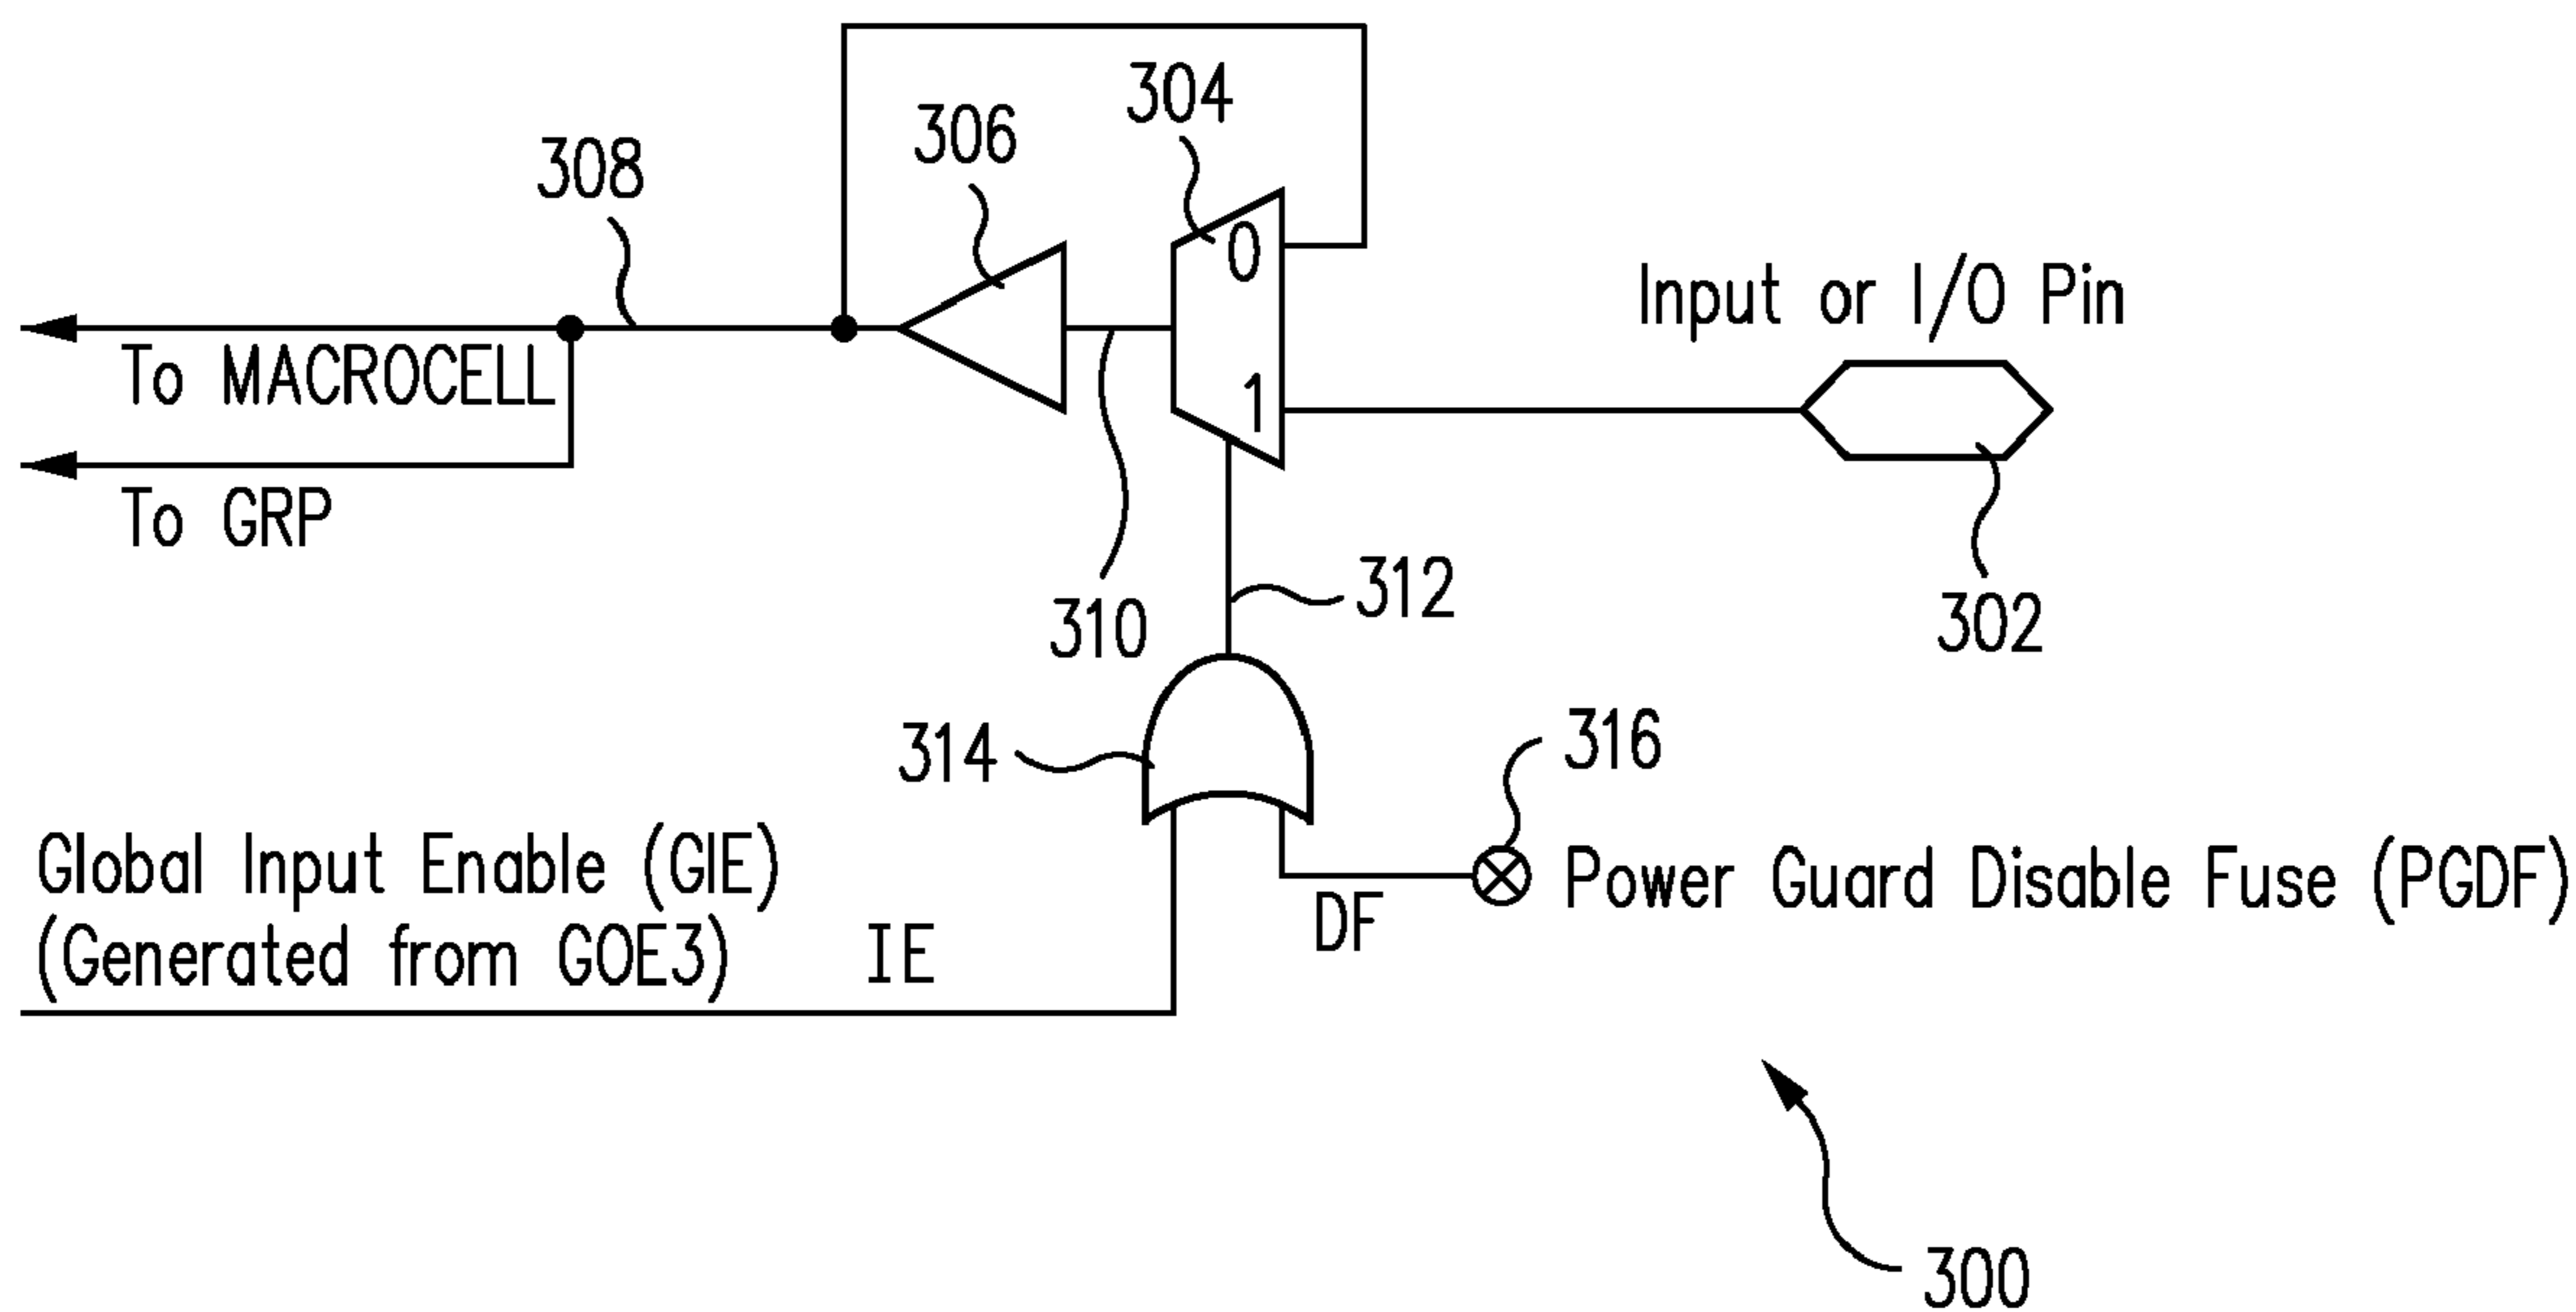 304
306
308
0
Input or I/O Pin
To MACROCELL
1
To GRP
312
310
302
314
316
Global Input Enable (GIE)
Power Guard Disable Fuse (PGDF)
DF
(Generated from GOE3)
IE
300